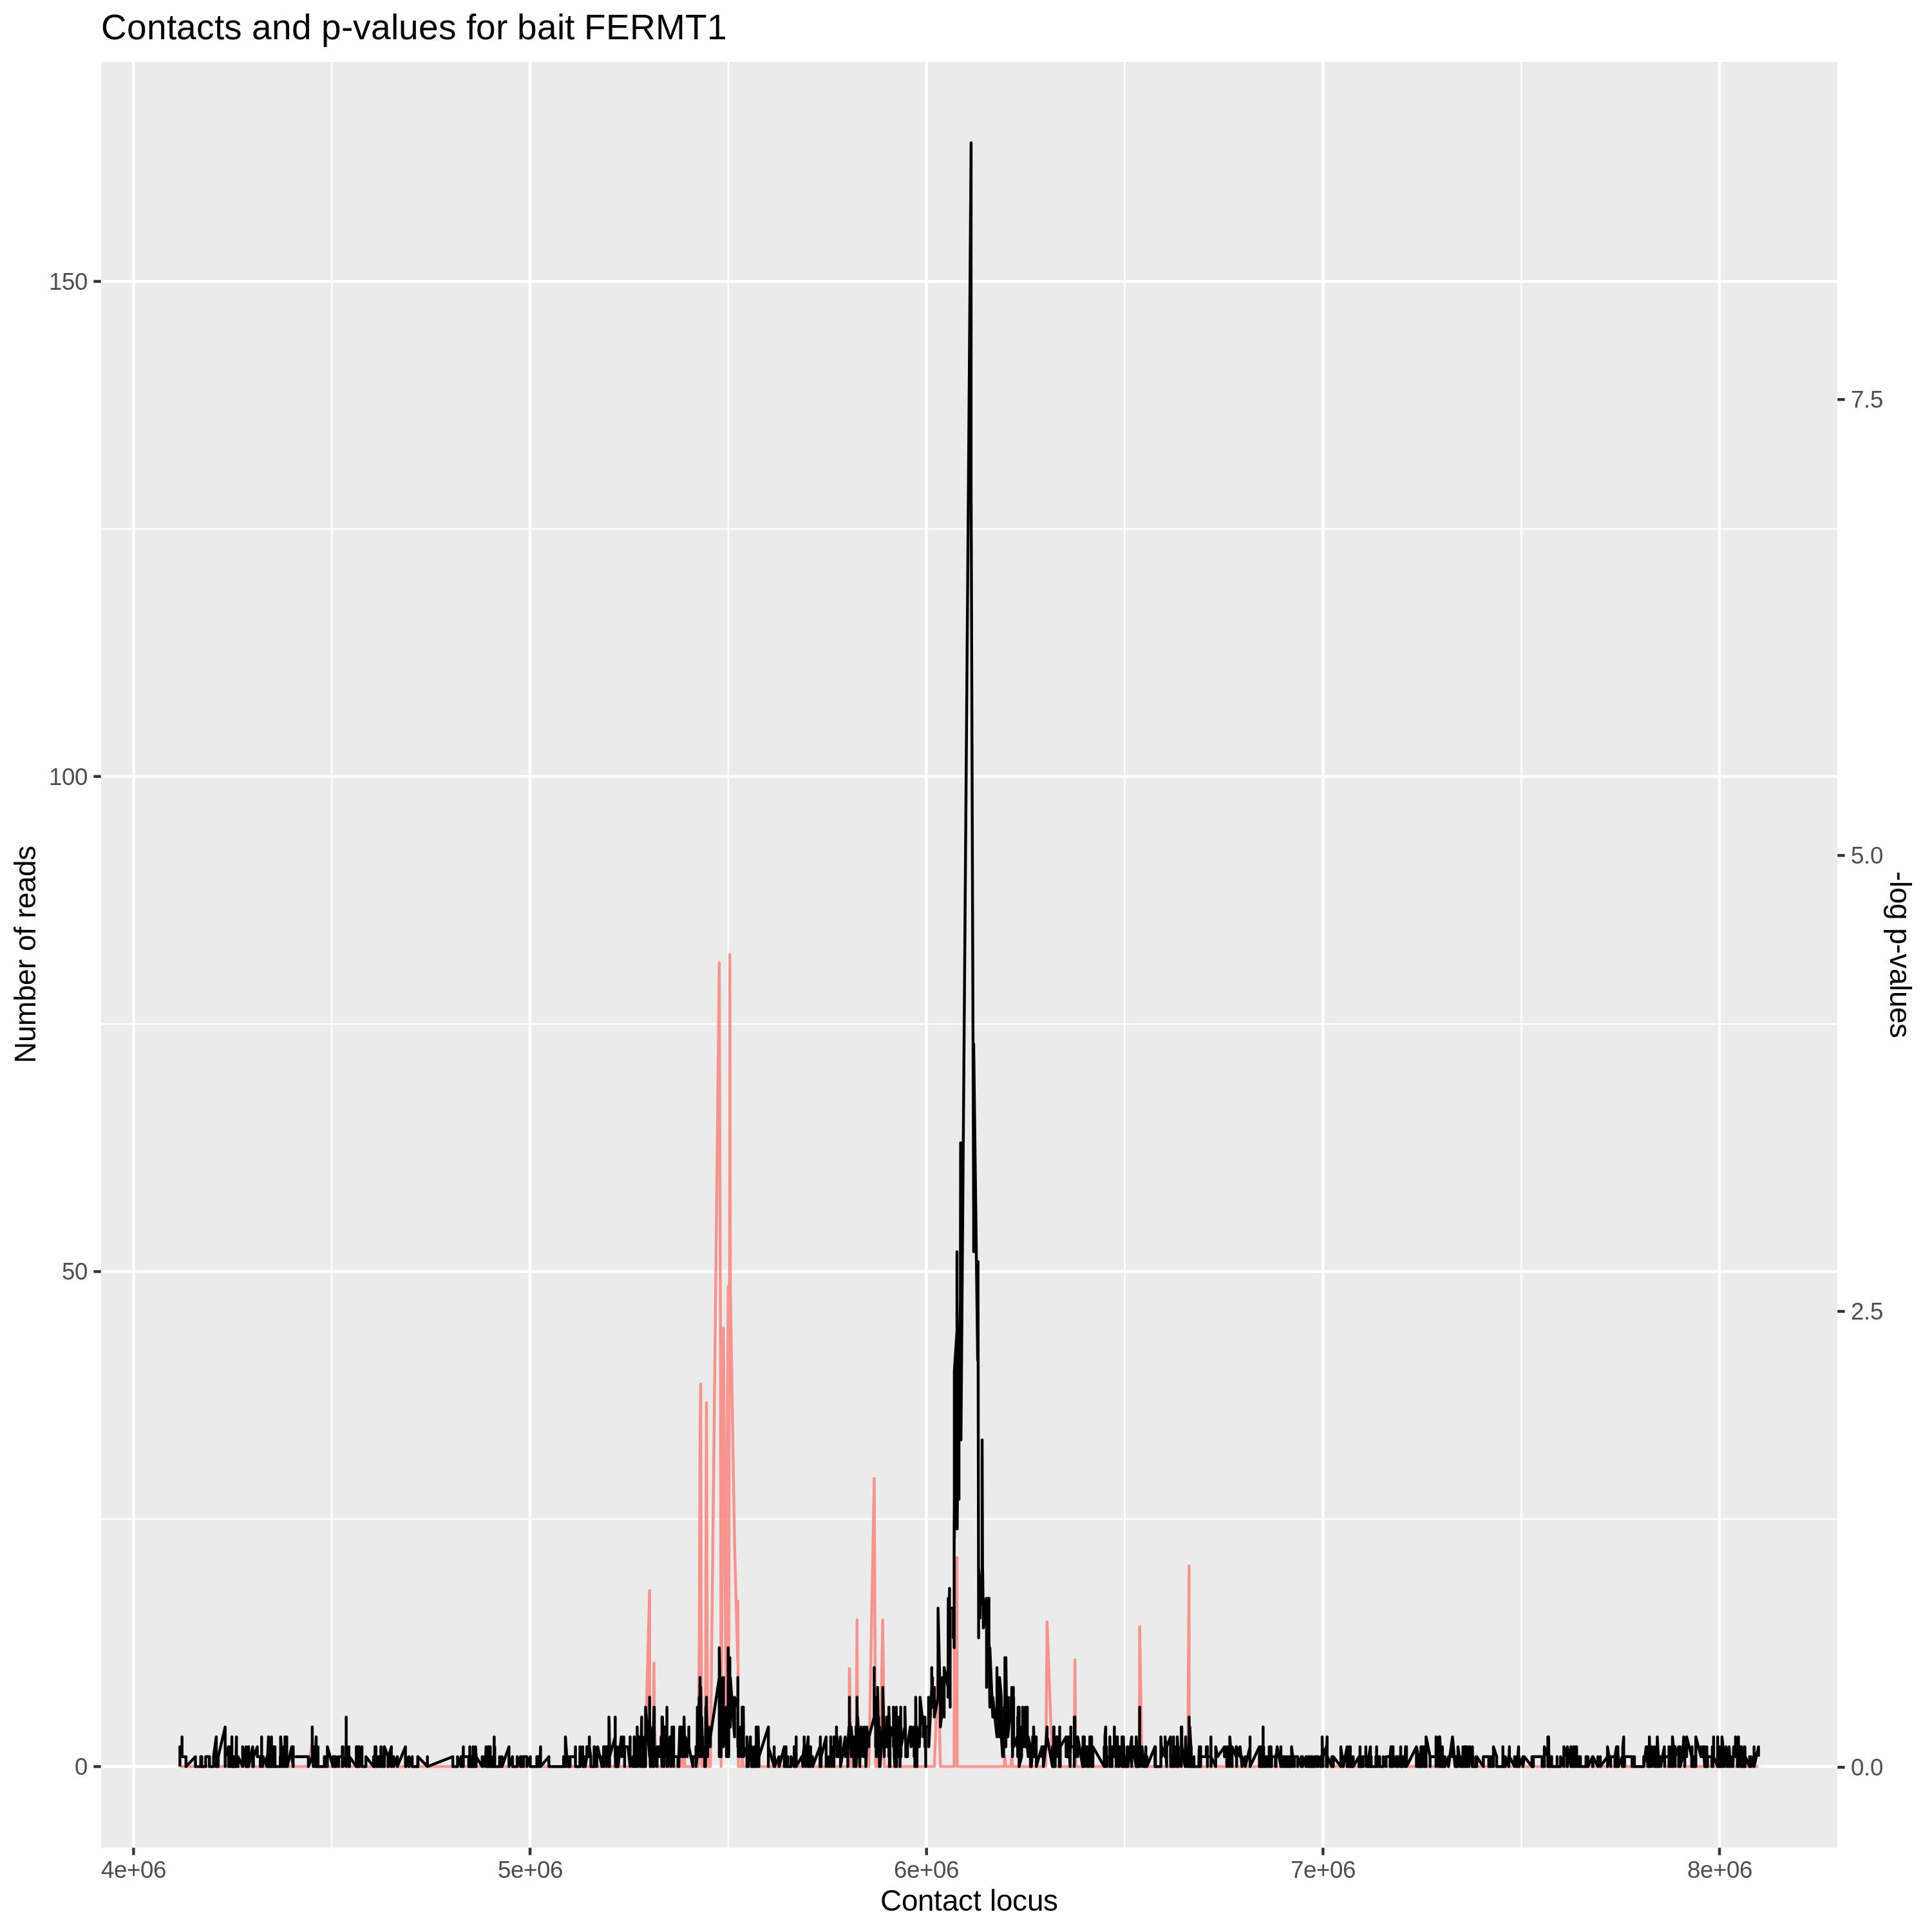 Contacts and p-values for bait FERMT1
150
100
50
0
Number of reads
7.5
5.0
2.5
0.0
-log p-values
4e+06 5e+06 6e+06 7e+06 8e+06
Contact locus